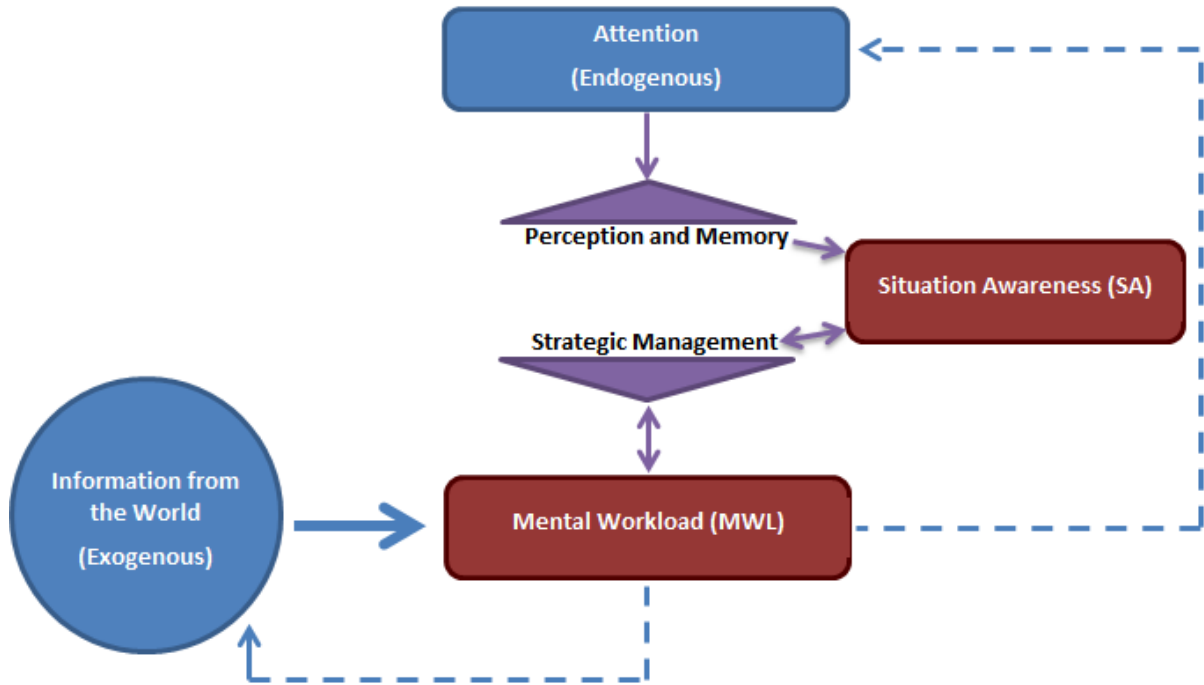 Attention
(Endogenous)
Perception and Memory
Situation Awareness (SA)
Strategic Management
Information from
the World
(Exogenous)
Mental Workload (MWL)